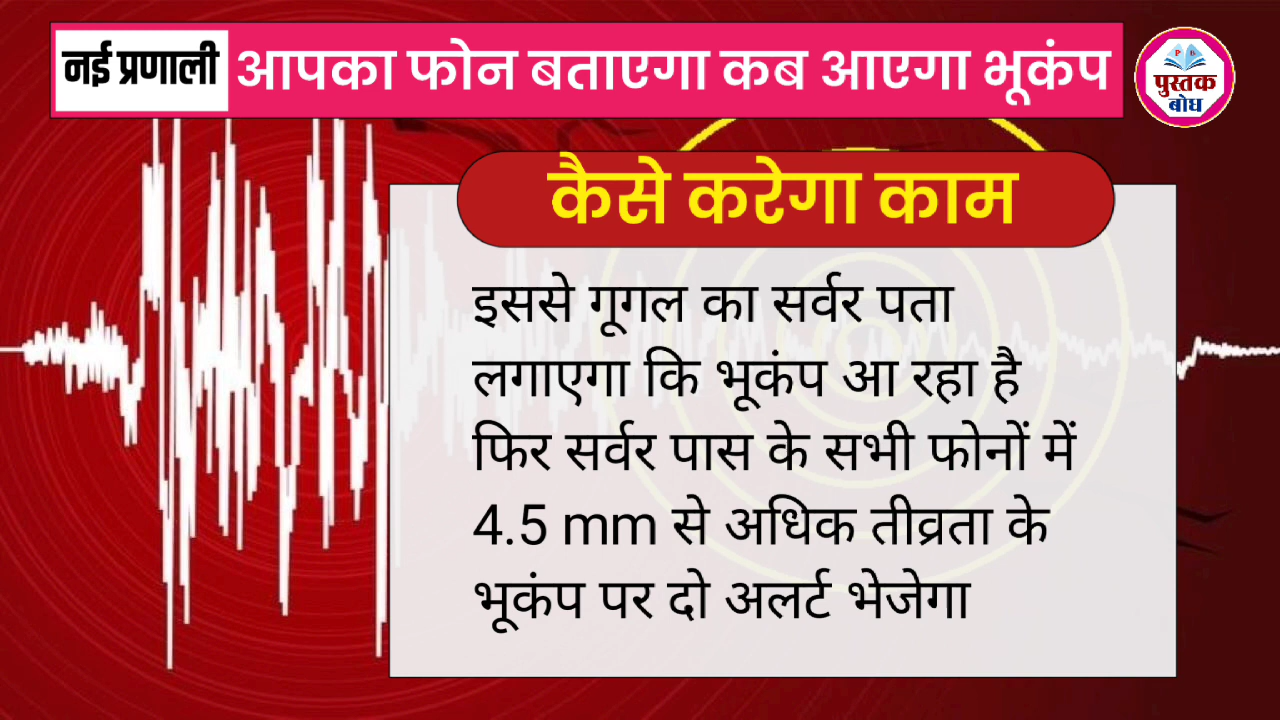 नई प्रणाली आपका फोन बताएगा कब आएगा भूकंप
P B
पुस्तक
बोध
कैसे करेगा काम
इससे गूगल का सर्वर पता
लगाएगा कि भूकंप आ रहा है
फिर सर्वर पास के सभी फोनों में
4.5 mm से अधिक तीव्रता के
भूकंप पर दो अलर्ट भेजेगा